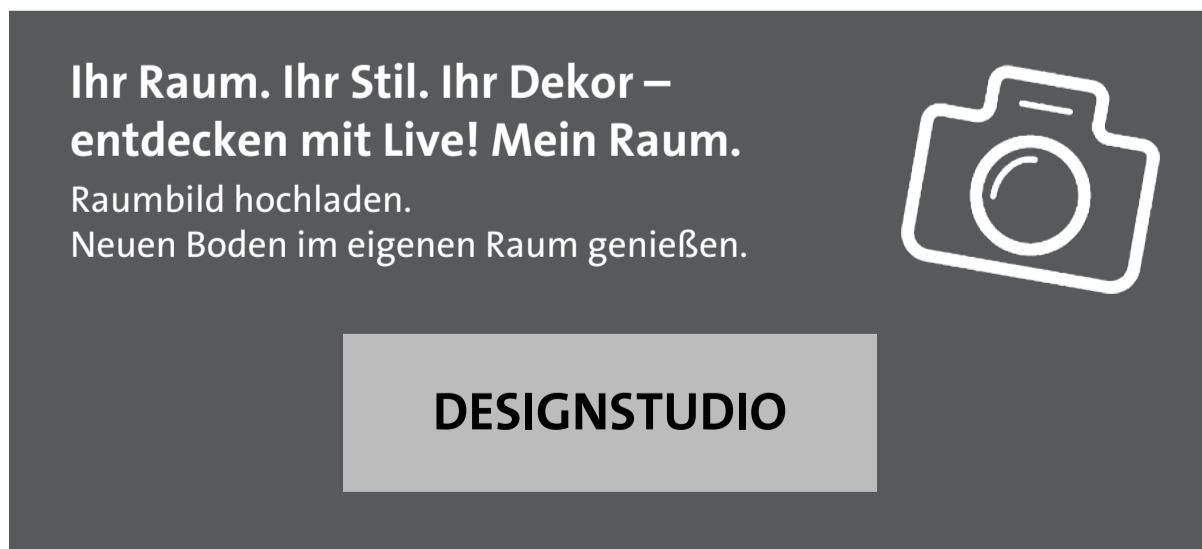 Ihr Raum. Ihr Stil. Ihr Dekor –
entdecken mit Live! Mein Raum.
Raumbild hochladen.
Neuen Boden im eigenen Raum genießen.
DESIGNSTUDIO